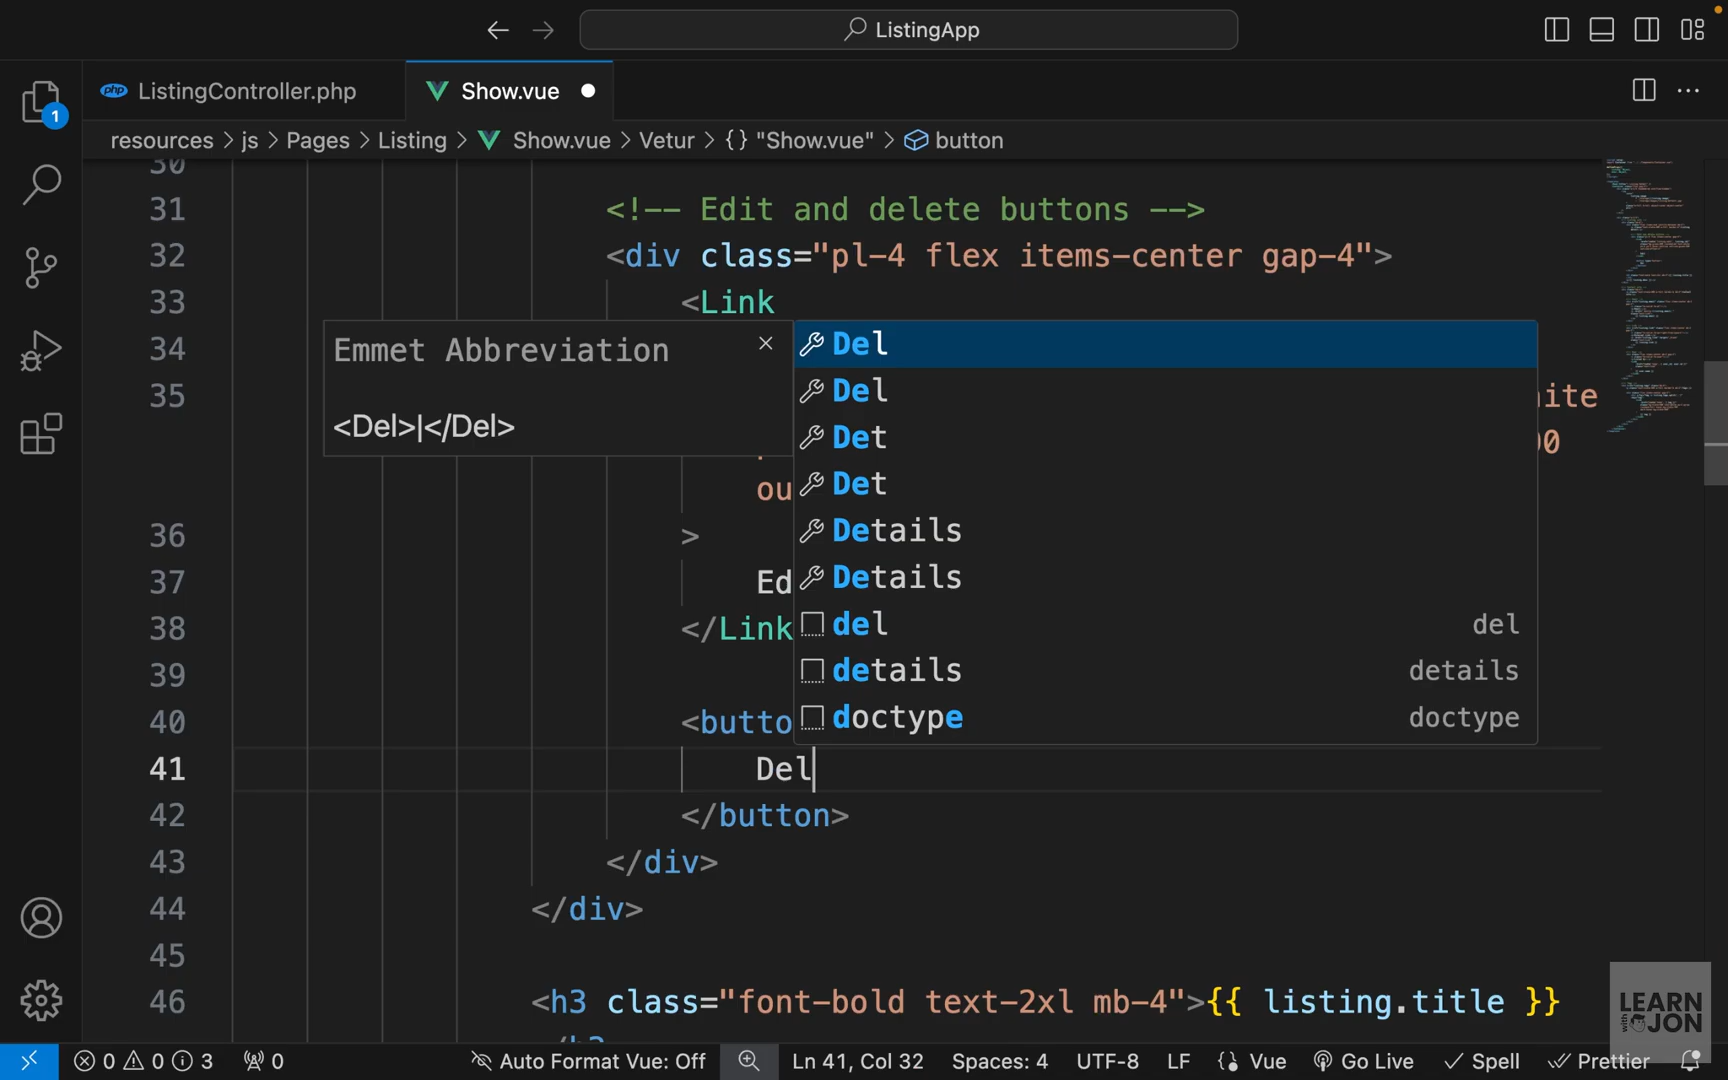 ListingApp
ListingController.php
Show.vue
resources > js > Pages > Listing > Show.vue > Vetur > {} "Show.vue" > button
1
30
31 <!-- Edit and delete buttons -->
32 <div class="pl-4 flex items-center gap-4">
33 <Link
34
35 ite
00
ou
36 >
37 Ed
38 </Link
39
40 <butto
41 Del
42 </button>
43 </div>
44 </div>
45
46 <h3 class="font-bold text-2xl mb-4">{{ listing.title }}
Emmet Abbreviation
<Del>|</Del>
Del
Del
Det
Det
Details
Details
del del
details details
doctype doctype
LEARN
with JON
0 0 3 0 Auto Format Vue: Off Ln 41, Col 32 Spaces: 4 UTF-8 LF {} Vue Go Live Spell Prettier